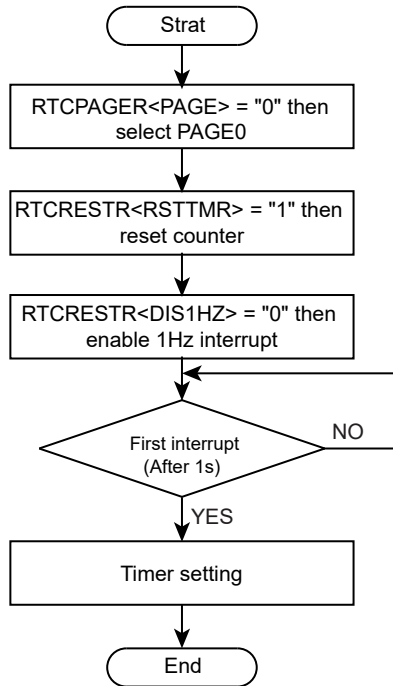 Strat
RTCPAGER<PAGE> = "0" then
select PAGE0
RTCRESTR<RSTTMR> = "1" then
reset counter
RTCRESTR<DIS1HZ> = "0" then
enable 1Hz interrupt
First interrupt
(After 1s)
NO
YES
Timer setting
End